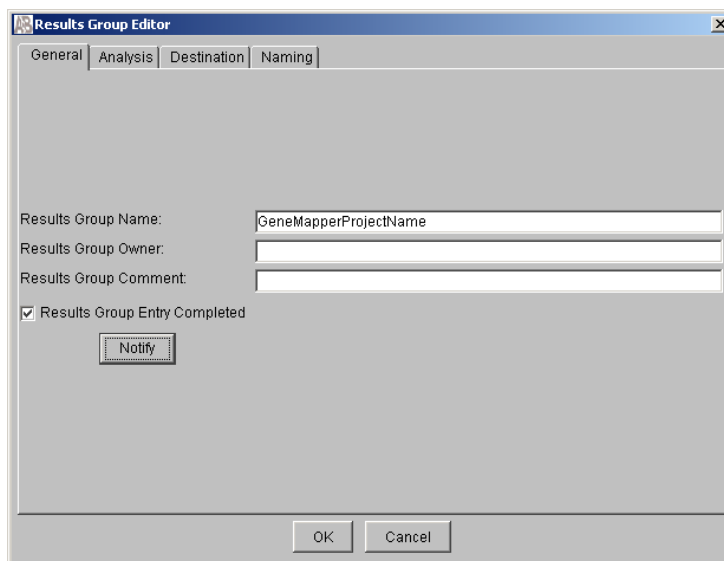 AB Results Group Editor
General Analysis Destination Naming
Results Group Name: GeneMapperProjectName
Results Group Owner:
Results Group Comment:
Results Group Entry Completed
Notify
OK Cancel